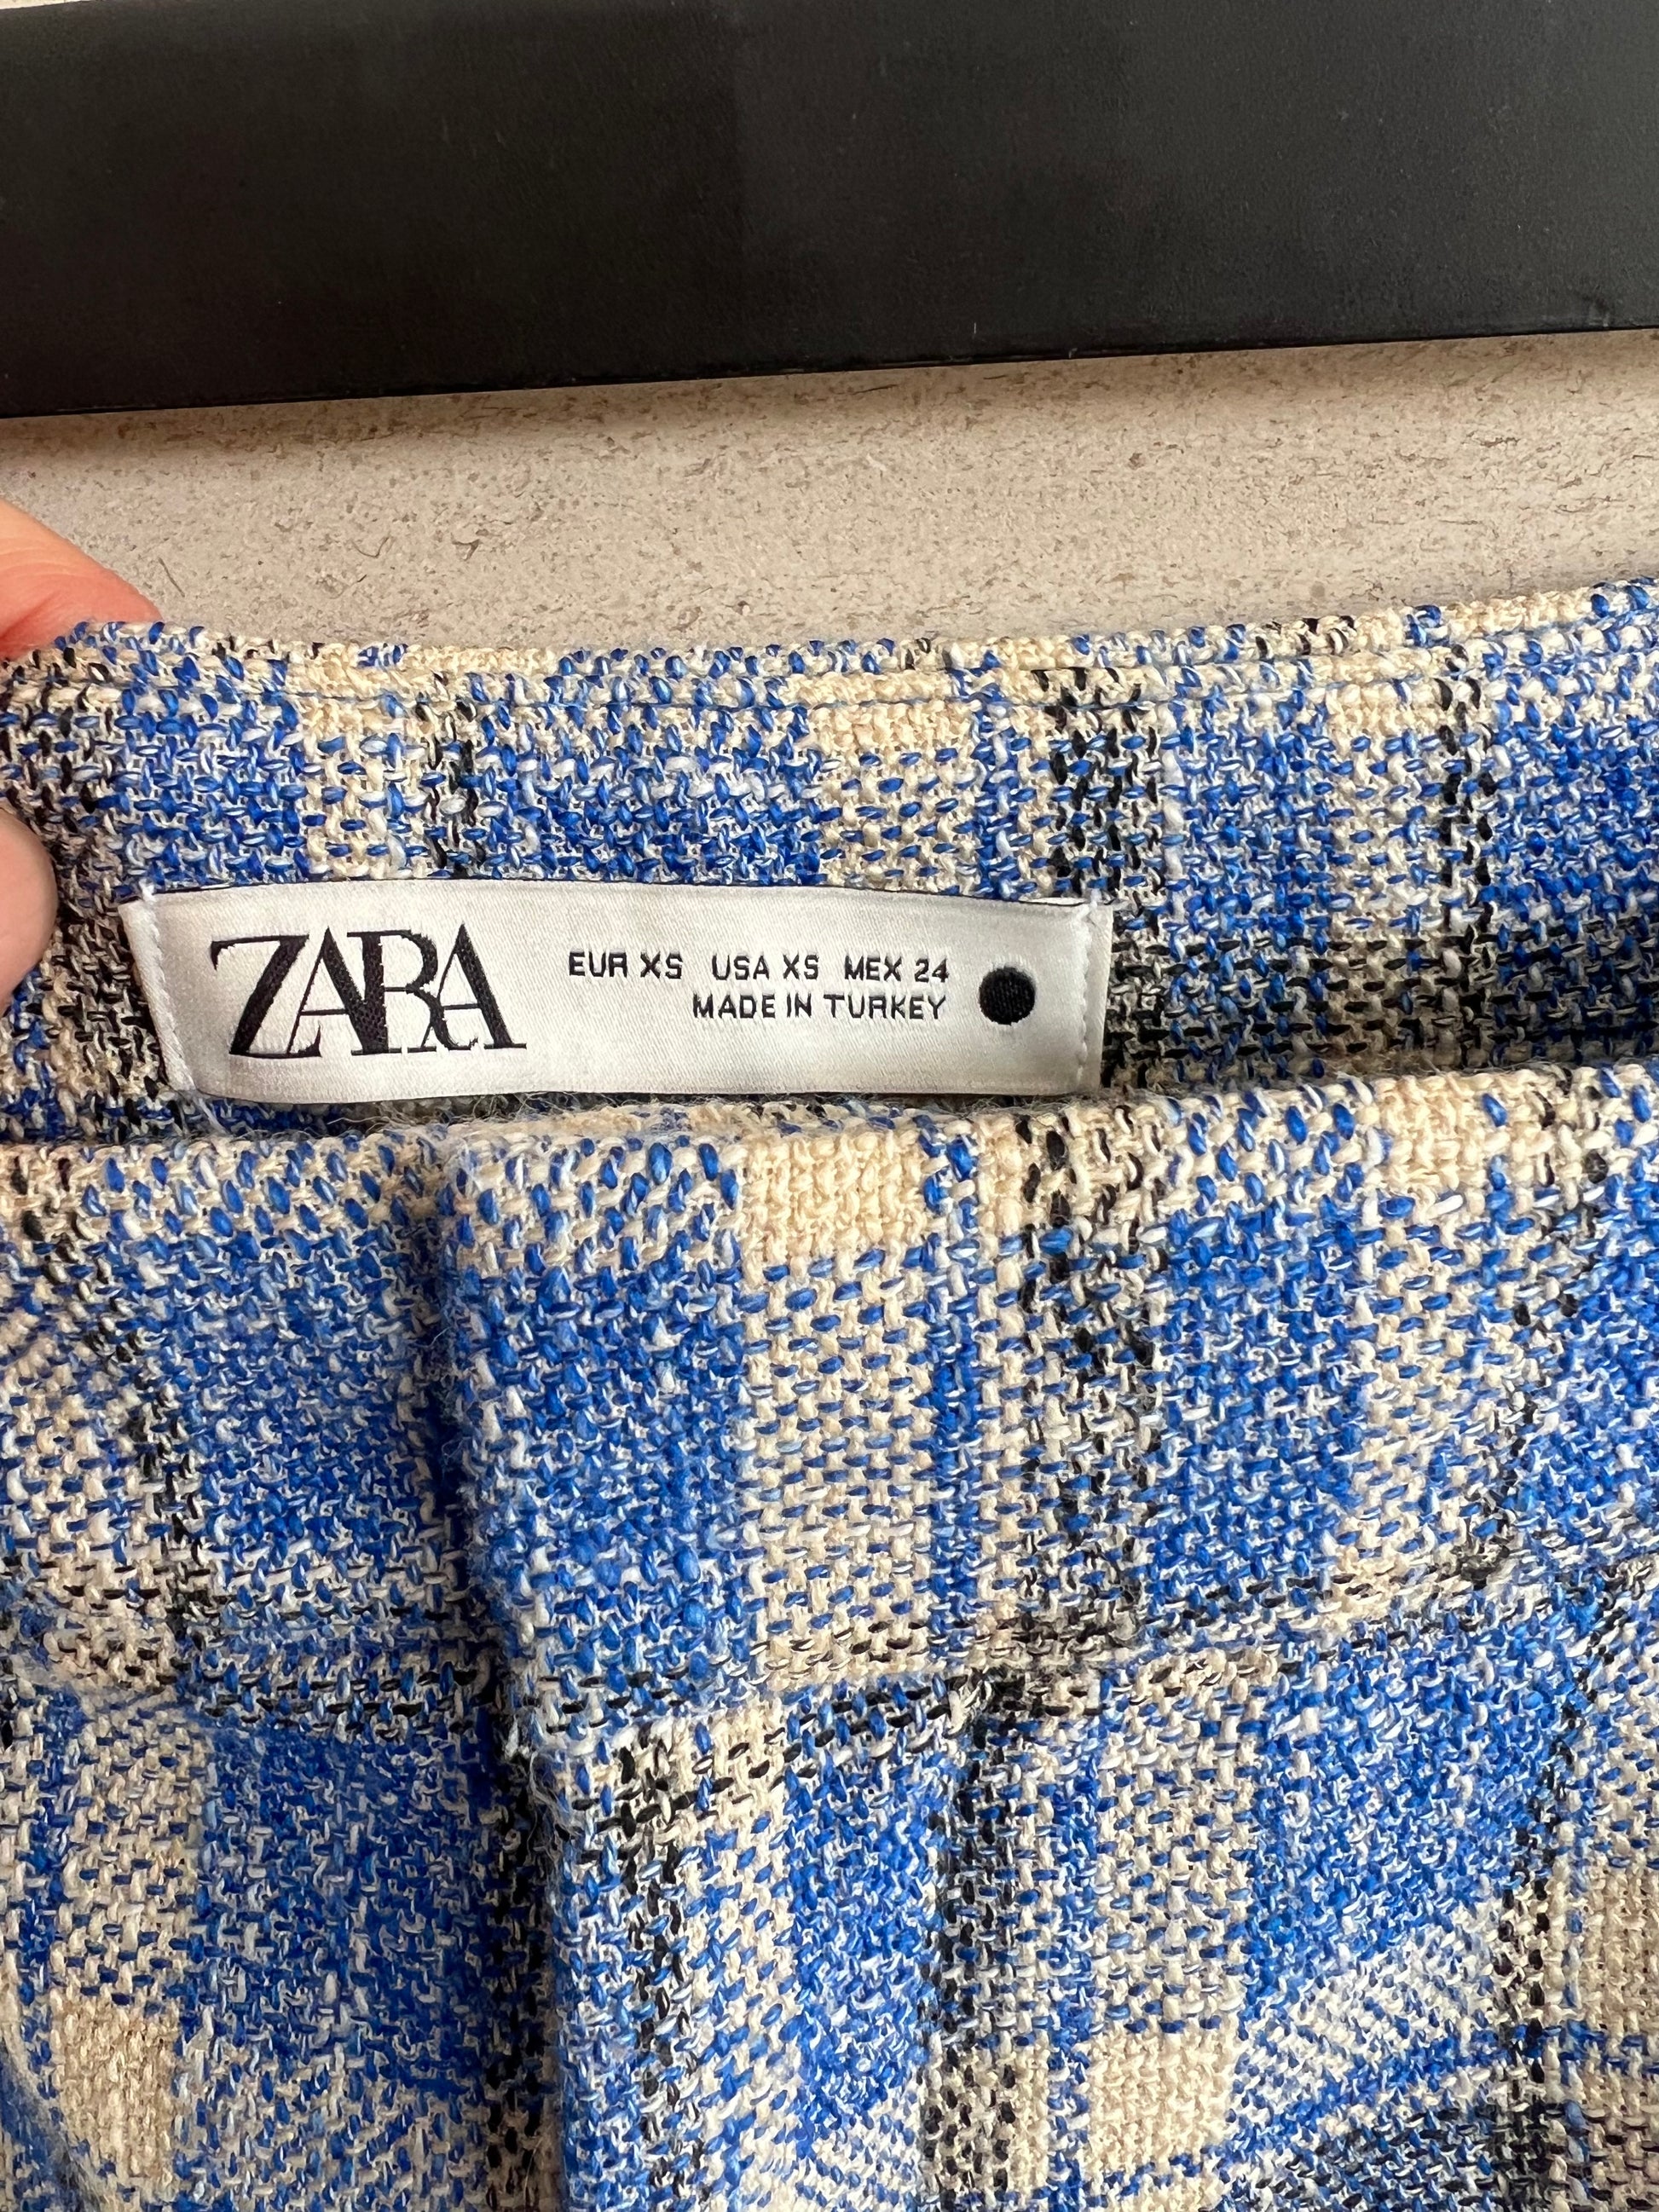 ZARA
EUR XS USA XS MEX 24
MADE IN TURKEY